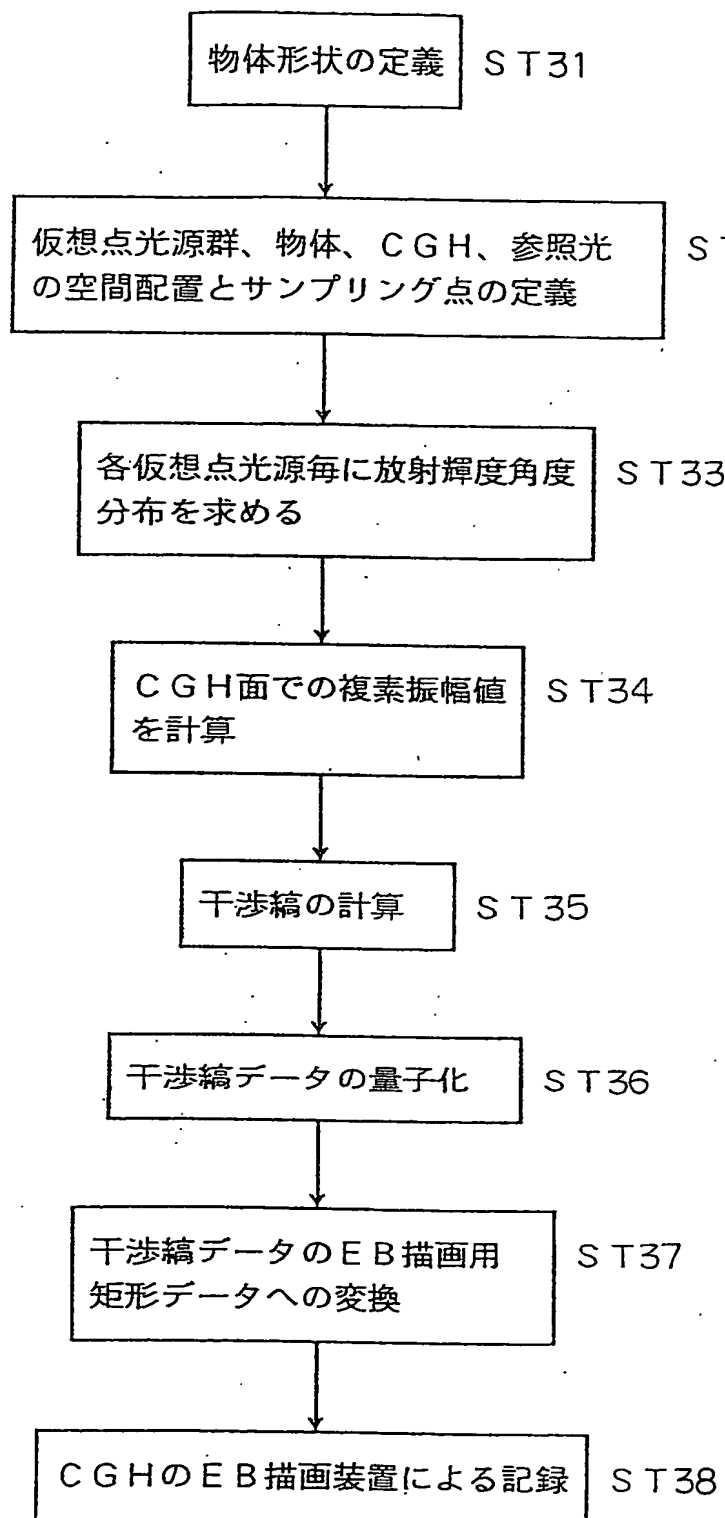 物体形状の定義 ST31
仮想点光源群、物体、CGH、参照光
の空間配置とサンプリング点の定義
各仮想点光源毎に放射輝度角度 ST33
分布を求める
CGH面での複素振幅値 ST34
を計算
干渉縞の計算 ST35
干渉縞データの量子化 ST36
干渉縞データのEB描画用 ST37
矩形データへの変換
CGHのEB描画装置による記録 ST38